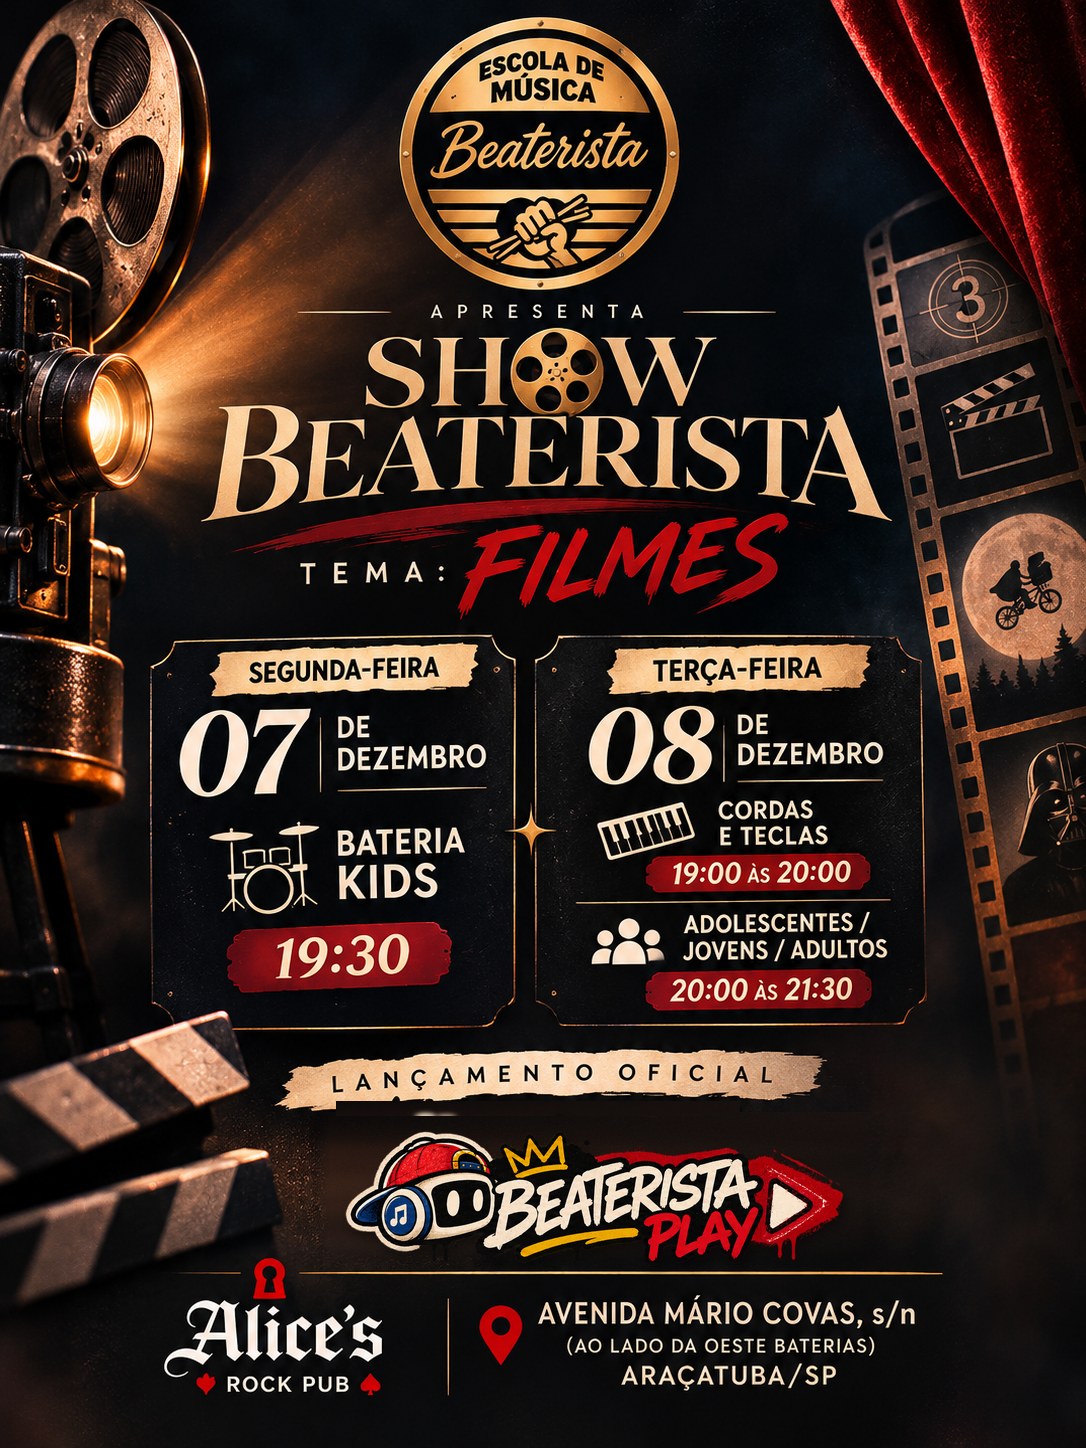 ESCOLA DE
MÚSICA
Beaterista
APRESENTA
SHOW
BEATERISTA
TEMA: FILMES
3
SEGUNDA-FEIRA
07 DE
DEZEMBRO
BATERIA
KIDS
19:30
TERÇA-FEIRA
08 DE
DEZEMBRO
CORDAS
E TECLAS
19:00 ÀS 20:00
ADOLESCENTES /
JOVENS / ADULTOS
20:00 ÀS 21:30
LANÇAMENTO OFICIAL
BEATERISTA
PLAY
Alice's
ROCK PUB
AVENIDA MÁRIO COVAS, s/n
(AO LADO DA OESTE BATERIAS)
ARAÇATUBA/SP